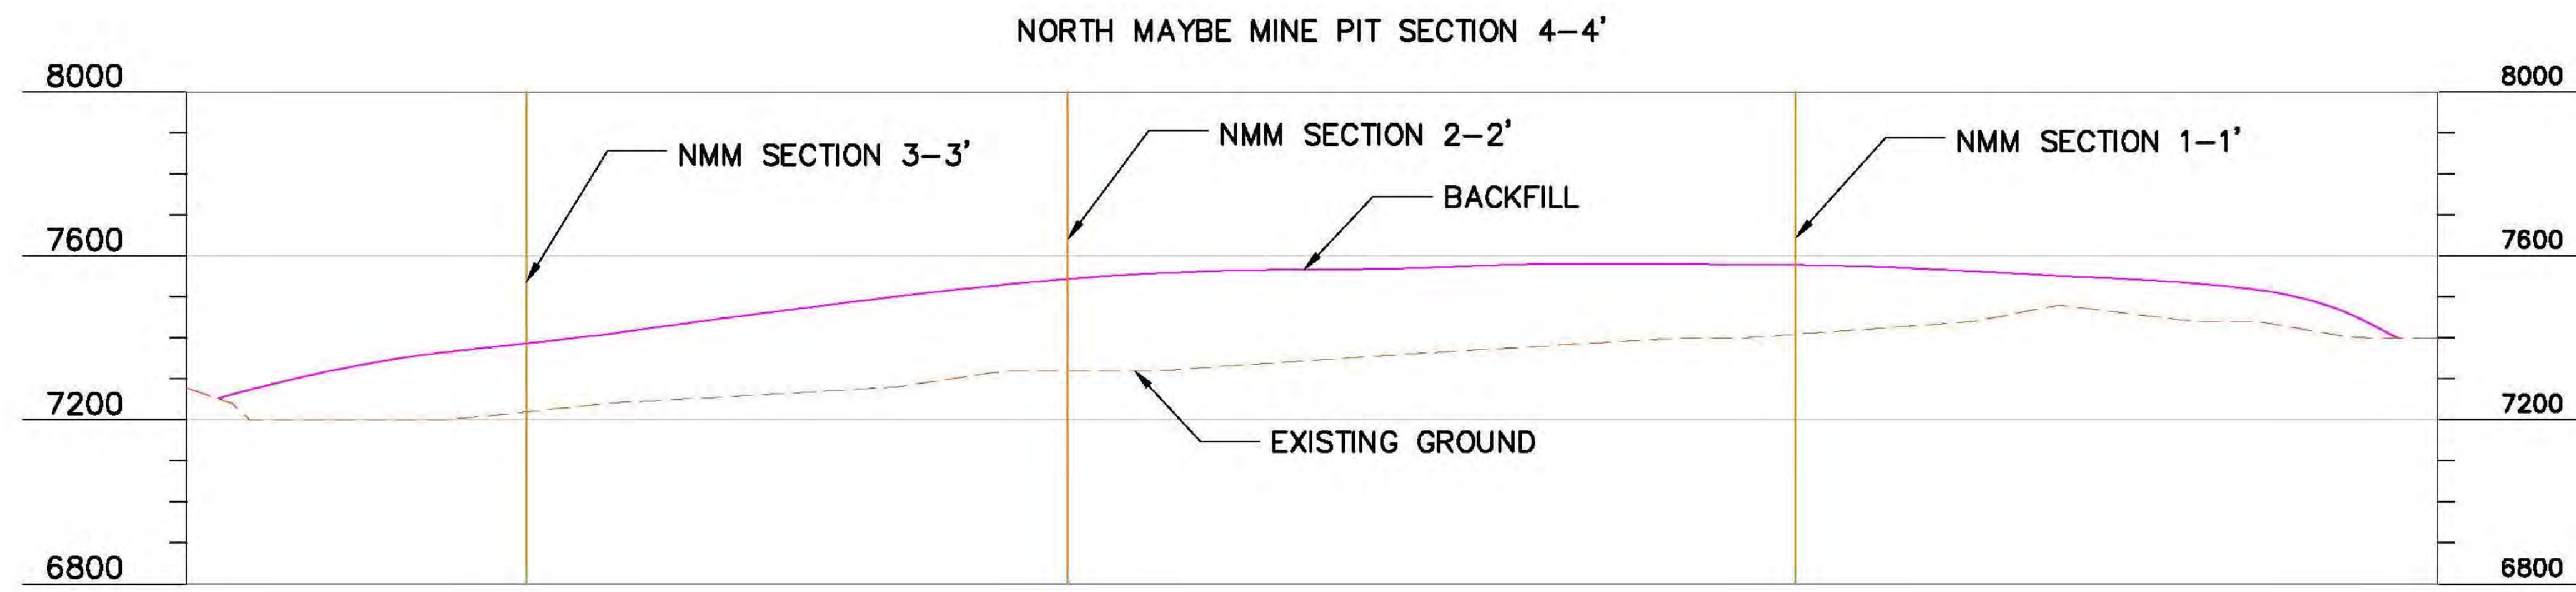 NORTH MAYBE MINE PIT SECTION 4-4'
8000
8000
NMM SECTION 3-3'
NMM SECTION 2-2'
NMM SECTION 1-1'
BACKFILL
7600
7600
7200
7200
EXISTING GROUND
6800
6800